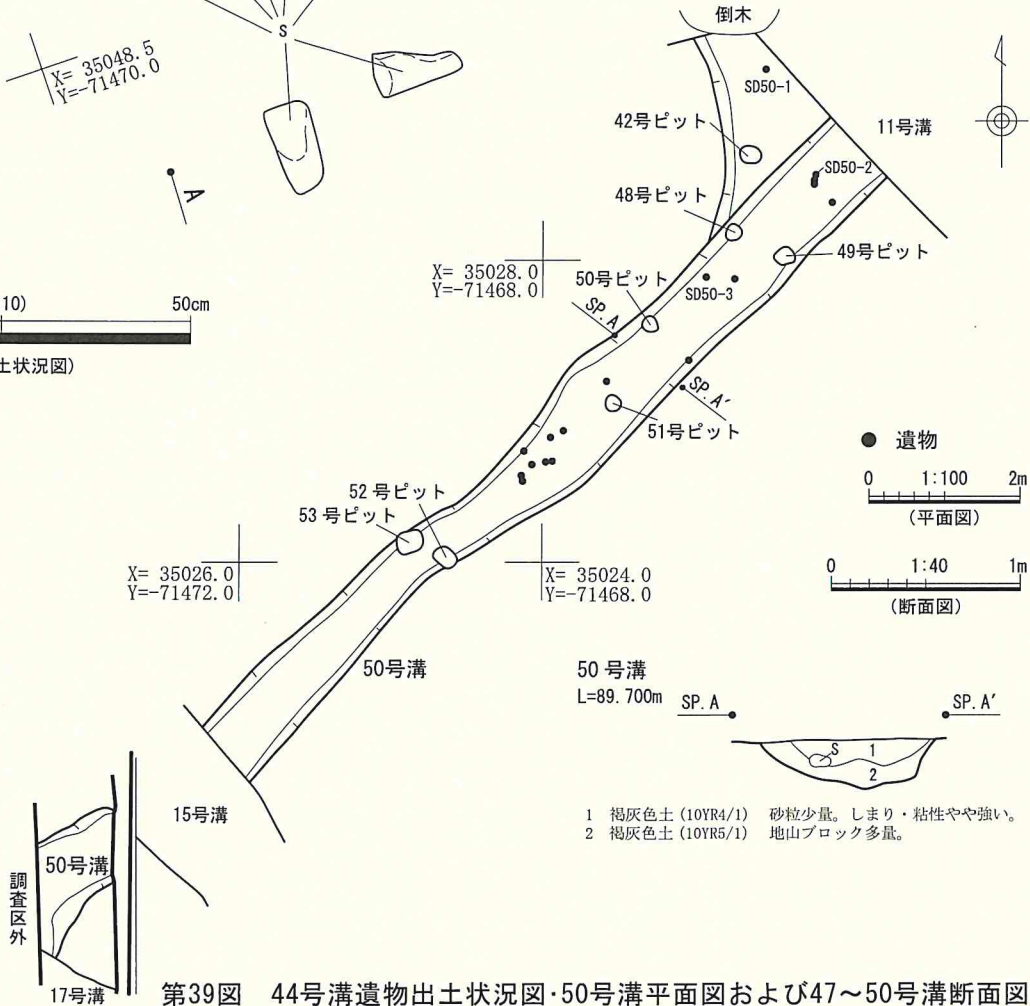 倒木
S
X= 35048.5
Y=-71470.0
SD50-1
42号ピット
11号溝
A
SD50-2
48号ピット
49号ピット
X= 35028.0
Y=-71468.0
50号ピット
SD50-3
SP. A
10)
50cm
土状況図)
SP. A′
51号ピット
遺物
0 1:100 2m
(平面図)
52 号ピット
53 号ピット
X= 35026.0
Y=-71472.0
X= 35024.0
Y=-71468.0
0 1:40 1m
(断面図)
50号溝
50 号溝
L=89.700m
SP. A
SP. A′
S
1
2
15号溝
1 褐灰色土 (10YR4/1) 砂粒少量。しまり・粘性やや強い。
2 褐灰色土 (10YR5/1) 地山ブロック多量。
50号溝
調査区外
17号溝
第39図 44号溝遺物出土状況図・50号溝平面図および47～50号溝断面図